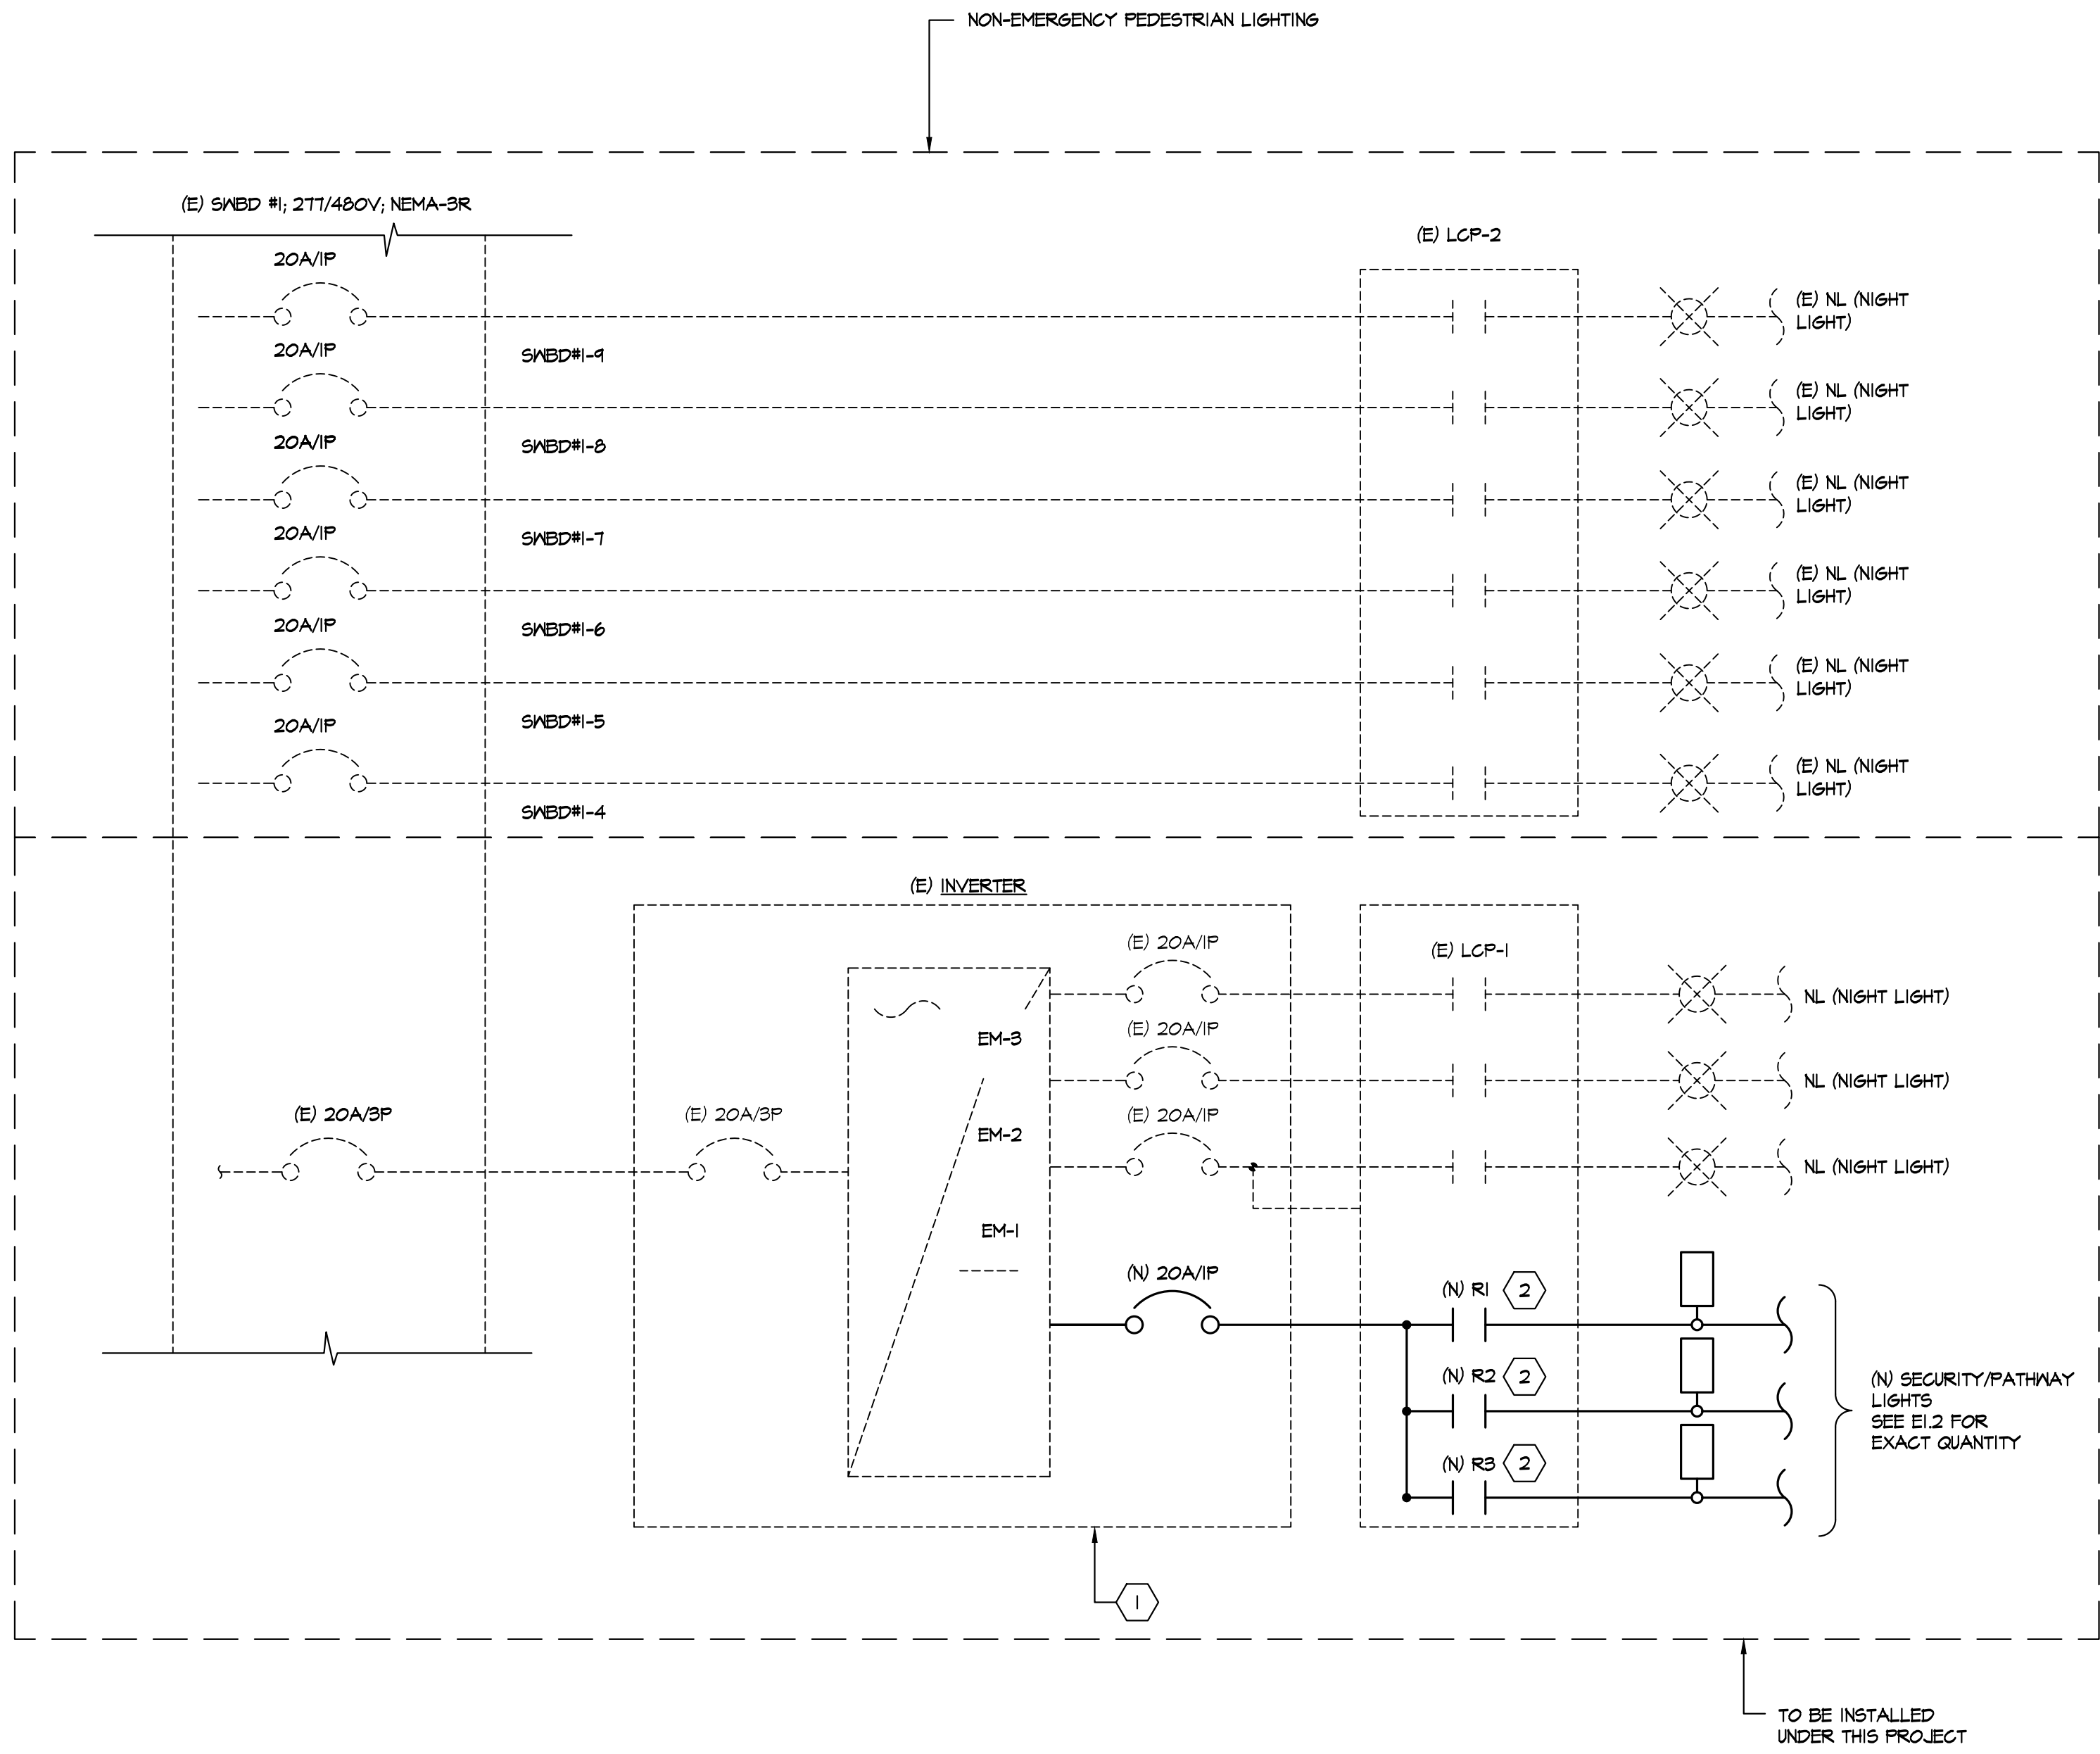 NON-EMERGENCY PEDESTRIAN LIGHTING
(E) SWBD #1; 277/480V; NEMA-3R
(E) LCP-2
20A/1P
(E) NL (NIGHT
LIGHT)
SWBD#1-9
20A/1P
(E) NL (NIGHT
LIGHT)
SWBD#1-8
20A/1P
(E) NL (NIGHT
LIGHT)
SWBD#1-7
20A/1P
(E) NL (NIGHT
LIGHT)
SWBD#1-6
20A/1P
(E) NL (NIGHT
LIGHT)
SWBD#1-5
20A/1P
(E) NL (NIGHT
LIGHT)
SWBD#1-4
(E) INVERTER
(E) 20A/1P
(E) LCP-1
NL (NIGHT LIGHT)
EM-3
(E) 20A/1P
NL (NIGHT LIGHT)
(E) 20A/3P
(E) 20A/3P
(E) 20A/1P
EM-2
NL (NIGHT LIGHT)
EM-1
(N) 20A/1P
(N) R1
2
(N) R2
2
(N) R3
2
(N) SECURITY/PATHWAY
LIGHTS
SEE E1.2 FOR
EXACT QUANTITY
1
TO BE INSTALLED
UNDER THIS PROJECT